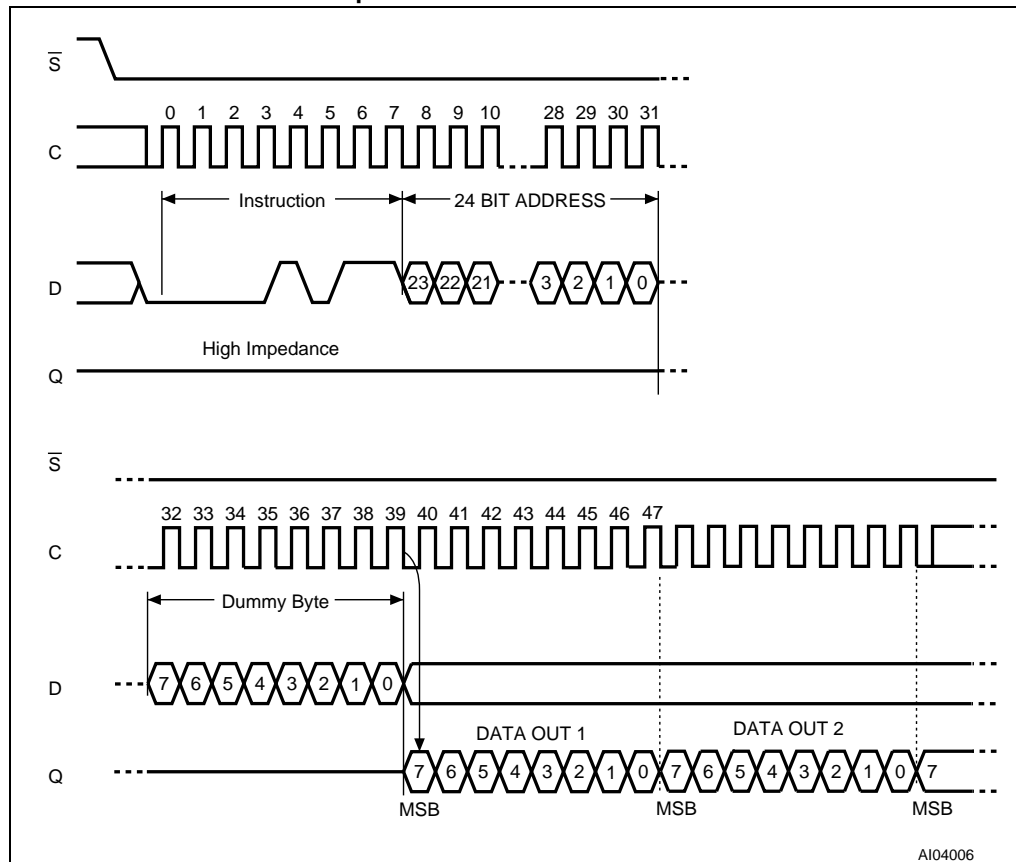 S
0 1 2 3 4 5 6 7 8 9 10 28 29 30 31
C
Instruction 24 BIT ADDRESS
D 23 22 21 3 2 1 0
High Impedance
Q
S
32 33 34 35 36 37 38 39 40 41 42 43 44 45 46 47
C
Dummy Byte
D 7 6 5 4 3 2 1 0
DATA OUT 1 DATA OUT 2
Q 7 6 5 4 3 2 1 0 7 6 5 4 3 2 1 0 7
MSB MSB MSB
AI04006